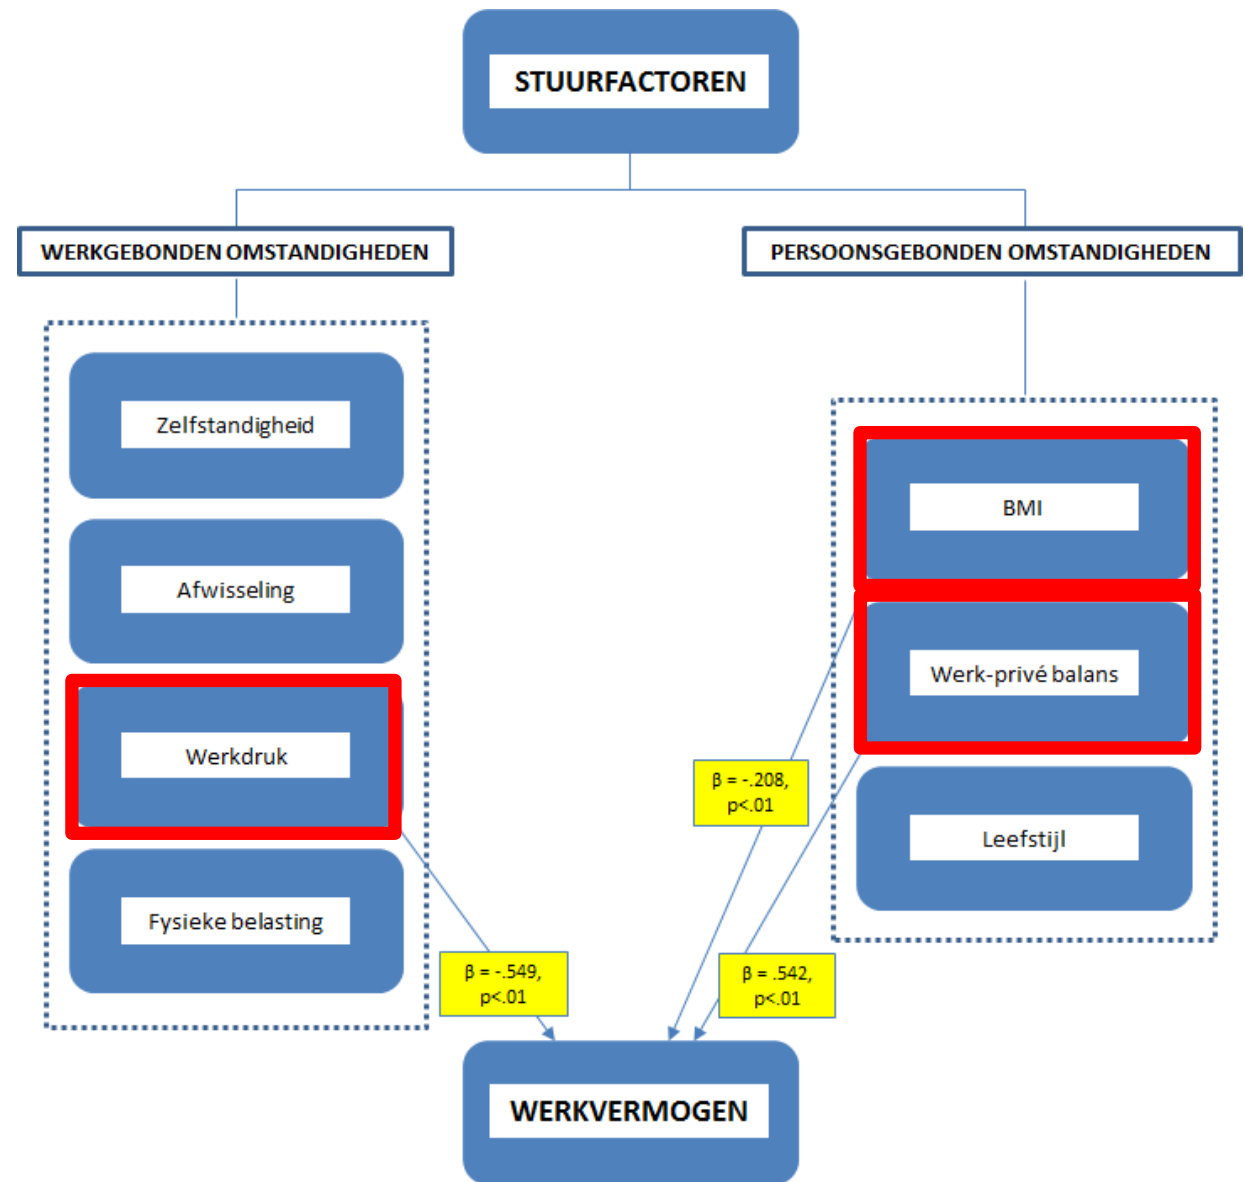 STUURFACTOREN
WERKGEBONDEN OMSTANDIGHEDEN
PERSOONSGEBONDEN OMSTANDIGHEDEN
Zelfstandigheid
Afwisseling
Werkdruk
Fysieke belasting
BMI
Werk-privé balans
Leefstijl
β = -.208,
p<.01
β = -.549,
p<.01
β = .542,
p<.01
WERKVERMOGEN